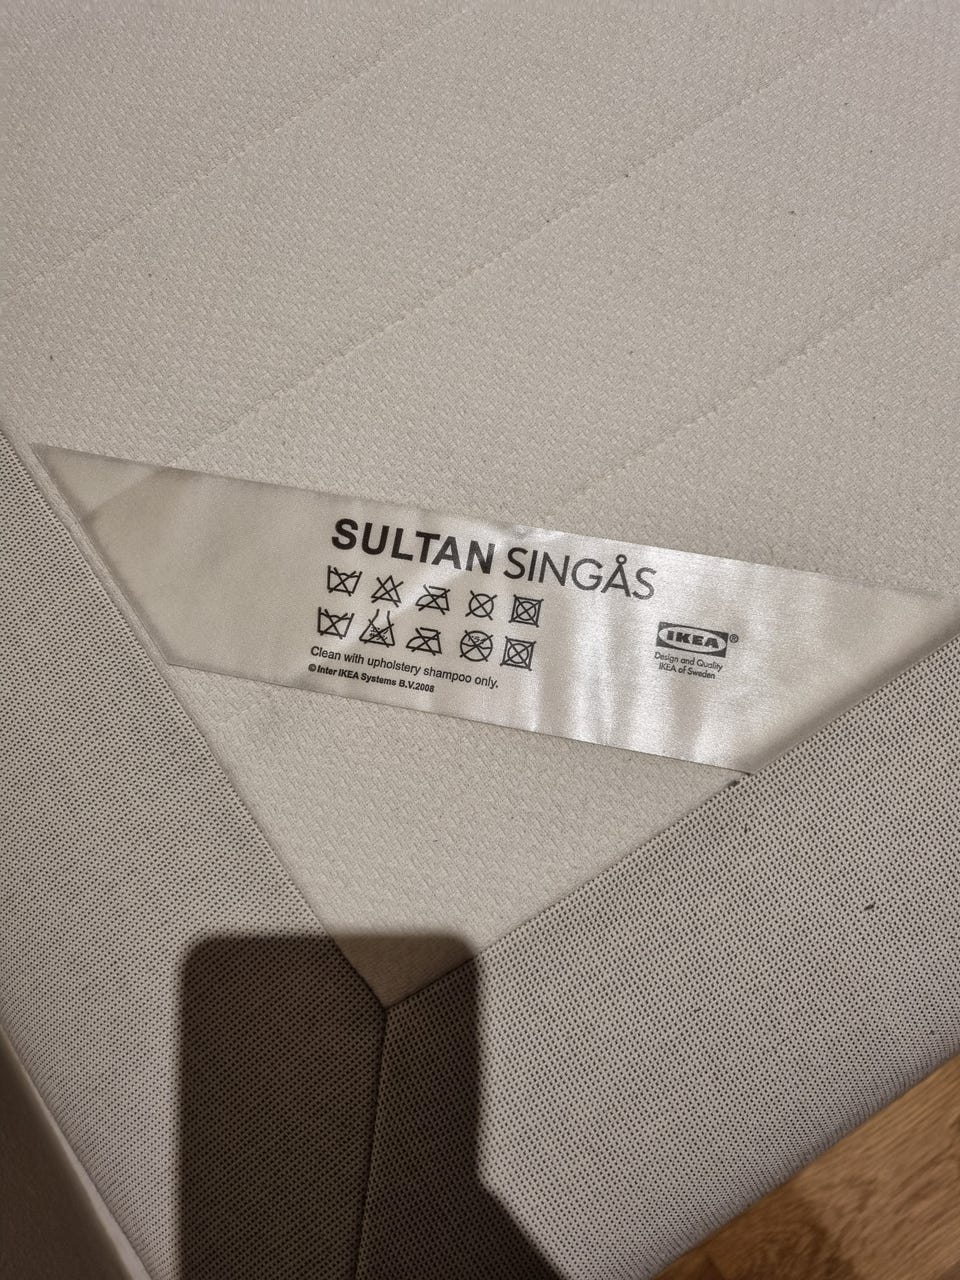 SULTAN SINGÅS
Clean with upholstery shampoo only.
©Inter IKEA Systems B.V.2008
IKEA®
Design and Quality
IKEA of Sweden